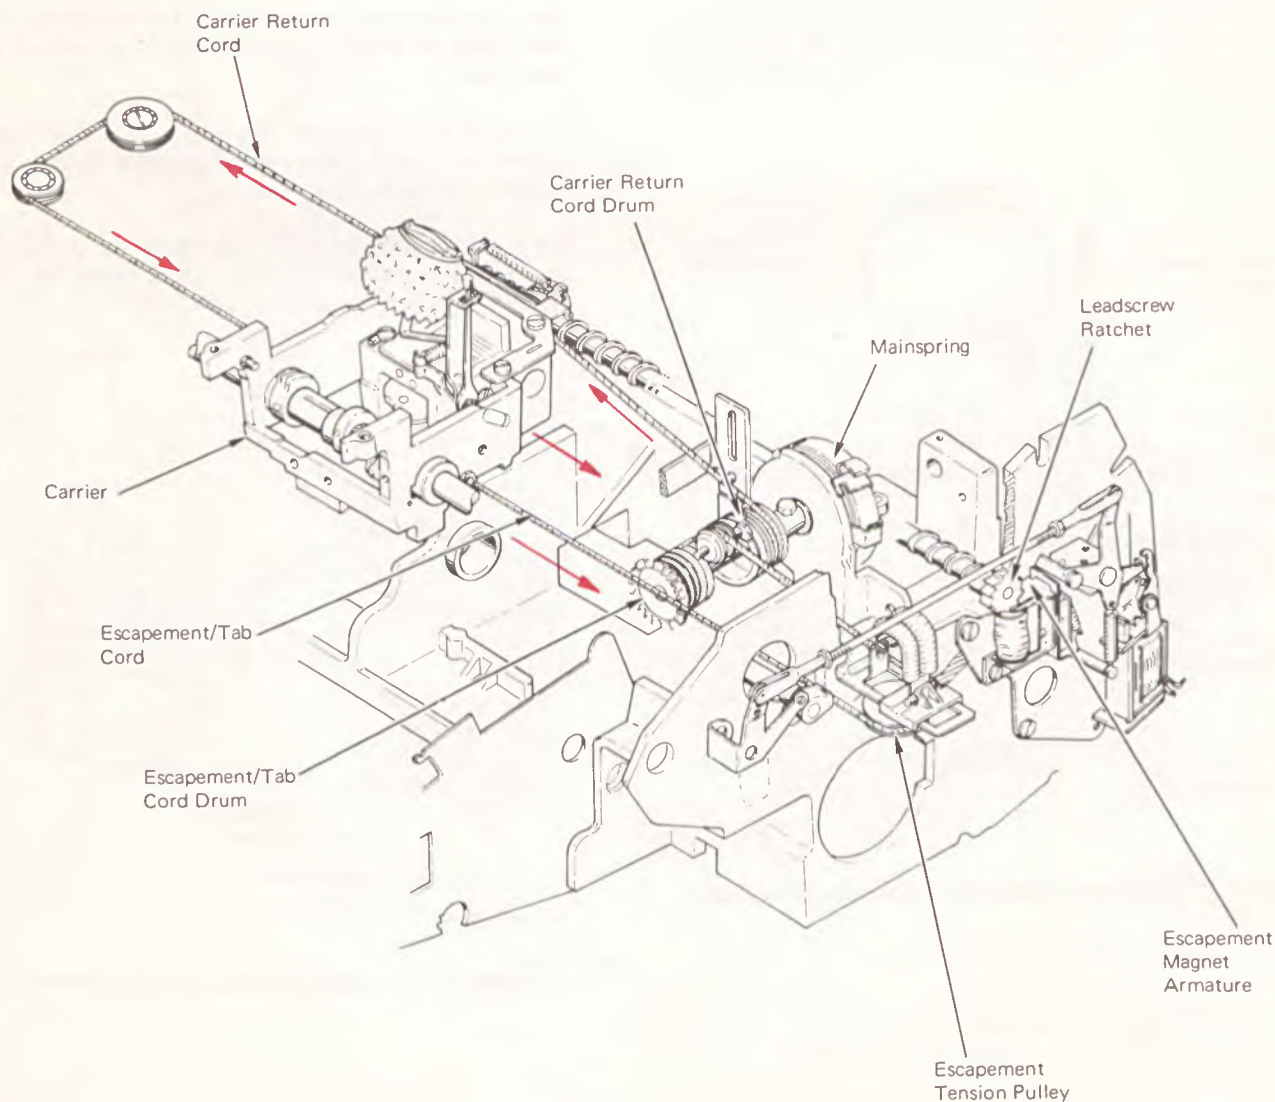 Carrier Return
Cord
Carrier Return
Cord Drum
Leadscrew
Ratchet
Mainspring
Carrier
Escapement/Tab
Cord
Escapement/Tab
Cord Drum
Escapement
Magnet
Armature
Escapement
Tension Pulley